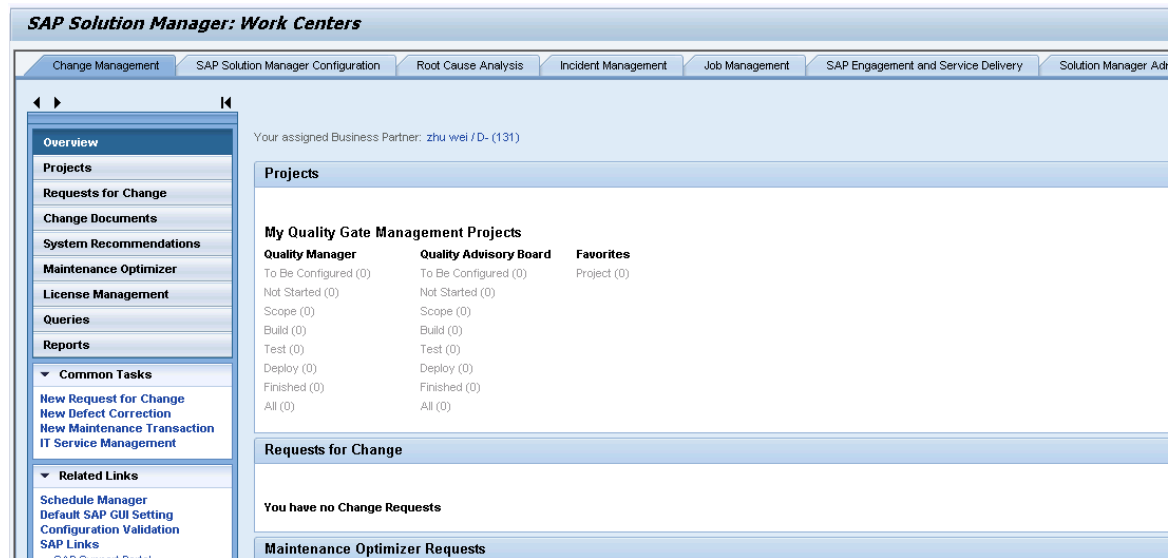 SAP Solution Manager: Work Centers
Change Management SAP Solution Manager Configuration Root Cause Analysis Incident Management Job Management SAP Engagement and Service Delivery Solution Manager
Your assigned Business Partner: zhu wei / D- (131)
Overview
Projects
Requests for Change
Change Documents
System Recommendations
Maintenance Optimizer
License Management
Queries
Reports
Common Tasks
New Request for Change
New Defect Correction
New Maintenance Transaction
IT Service Management
Related Links
Schedule Manager
Default SAP GUI Setting
Configuration Validation
SAP Links
Projects
My Quality Gate Management Projects
Quality Manager Quality Advisory Board Favorites
To Be Configured (0) To Be Configured (0) Project (0)
Not Started (0) Not Started (0)
Scope (0) Scope (0)
Build (0) Build (0)
Test (0) Test (0)
Deploy (0) Deploy (0)
Finished (0) Finished (0)
All (0) All (0)
Requests for Change
You have no Change Requests
Maintenance Optimizer Requests